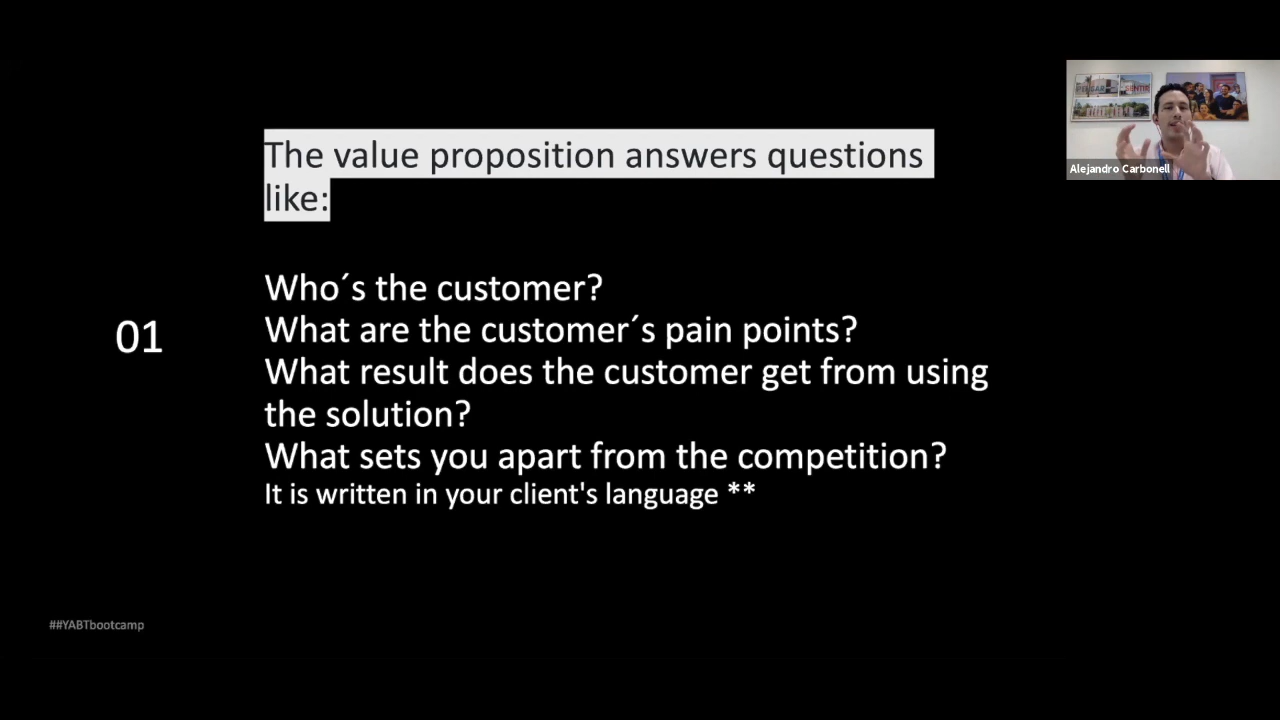 The value proposition answers questions
like:
Who´s the customer?
01
What are the customer´s pain points?
What result does the customer get from using
the solution?
What sets you apart from the competition?
It is written in your client's language **
##YABTbootcamp
PENSAR
SENTIR
Alejandro Carbonell